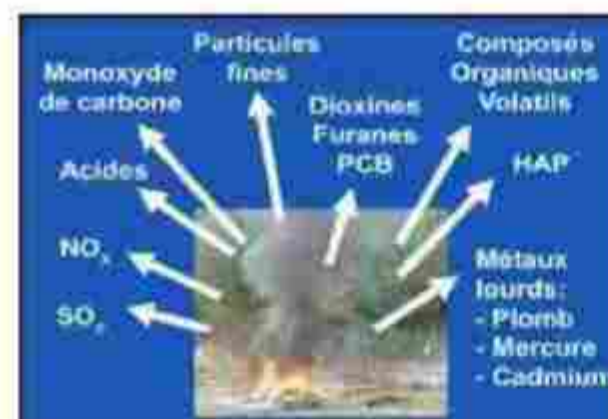 Particules
fines
Composés
Organiques
Volatils
Monoxyde
de carbone
Dioxines
Furanes
PCB
Acides
HAP
NOx
SOx
Métaux
lourds:
- Plomb
- Mercure
- Cadmium